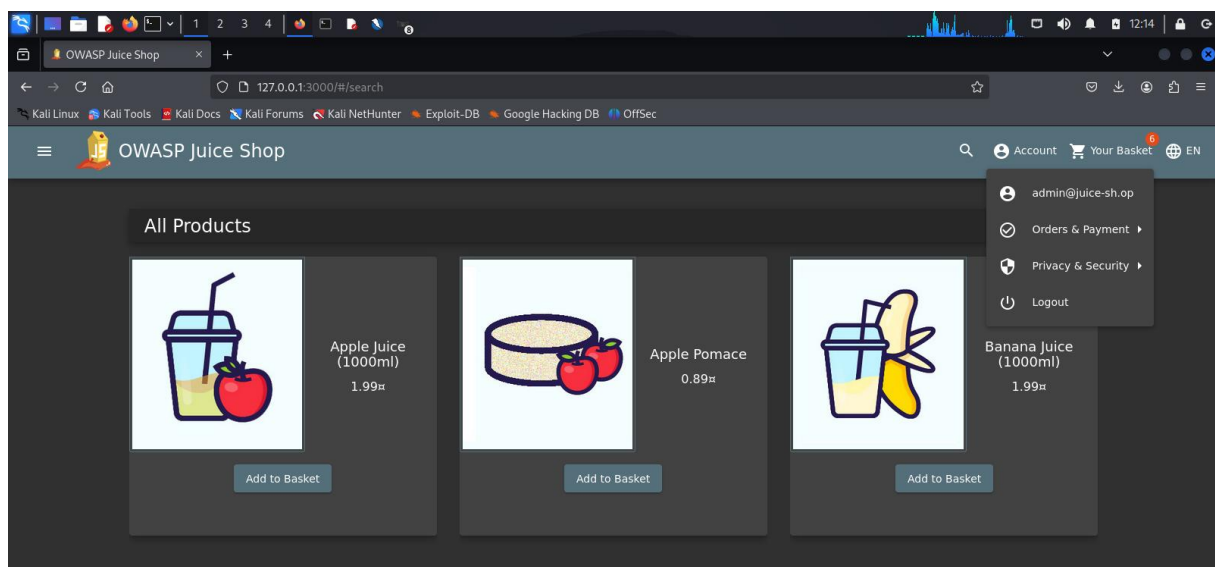 1 2 3 4 8 12:14
OWASP Juice Shop × +
127.0.0.1:3000/#/search
Kali Linux Kali Tools Kali Docs Kali Forums Kali NetHunter Exploit-DB Google Hacking DB OffSec
OWASP Juice Shop Account Your Basket 6 EN
admin@juice-sh.op
Orders & Payment
Privacy & Security
Logout
All Products
Apple Juice
(1000ml)
1.99¤
Add to Basket
Apple Pomace
0.89¤
Add to Basket
Banana Juice
(1000ml)
1.99¤
Add to Basket